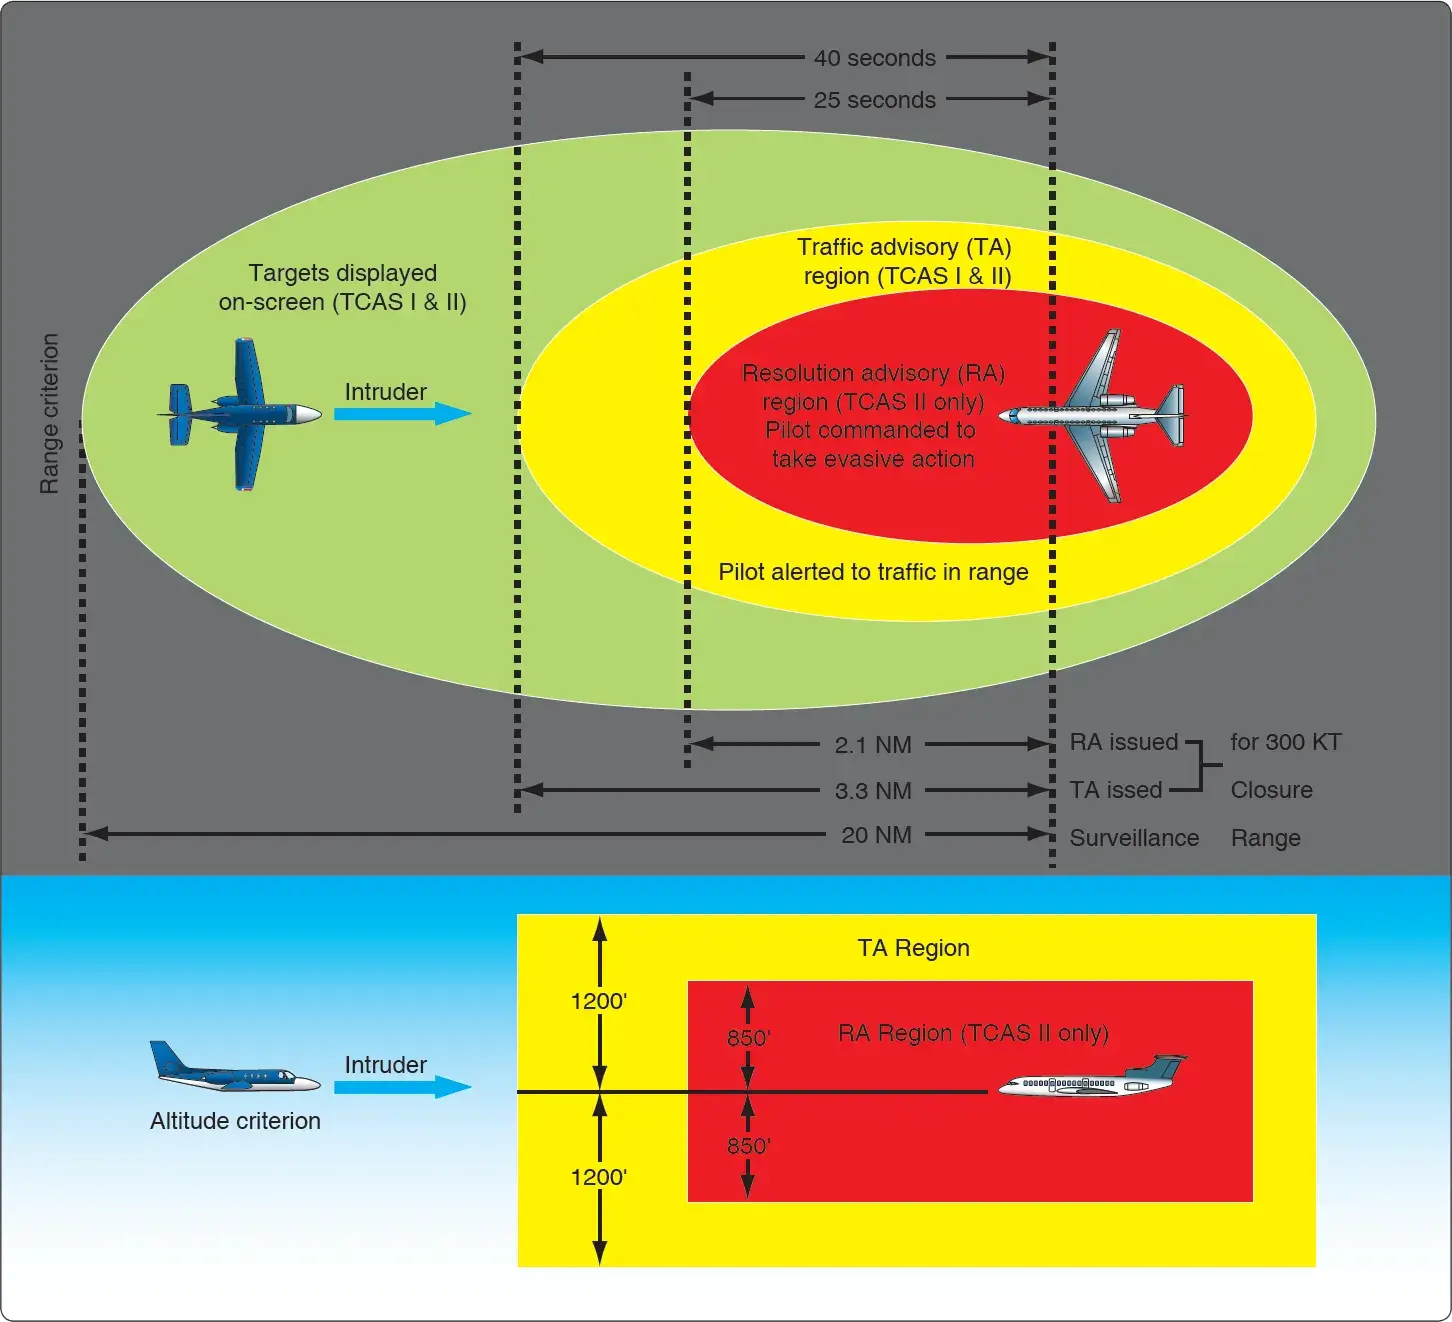 40 seconds
25 seconds
Traffic advisory (TA)
region (TCAS I & II)
Targets displayed
on-screen (TCAS I & II)
Range criterion
Intruder
Resolution advisory (RA)
region (TCAS II only)
Pilot commanded to
take evasive action
Pilot alerted to traffic in range
2.1 NM
RA issued
for 300 KT
3.3 NM
TA issed
Closure
20 NM
Surveillance
Range
TA Region
1200'
850'
RA Region (TCAS II only)
Intruder
Altitude criterion
850'
1200'